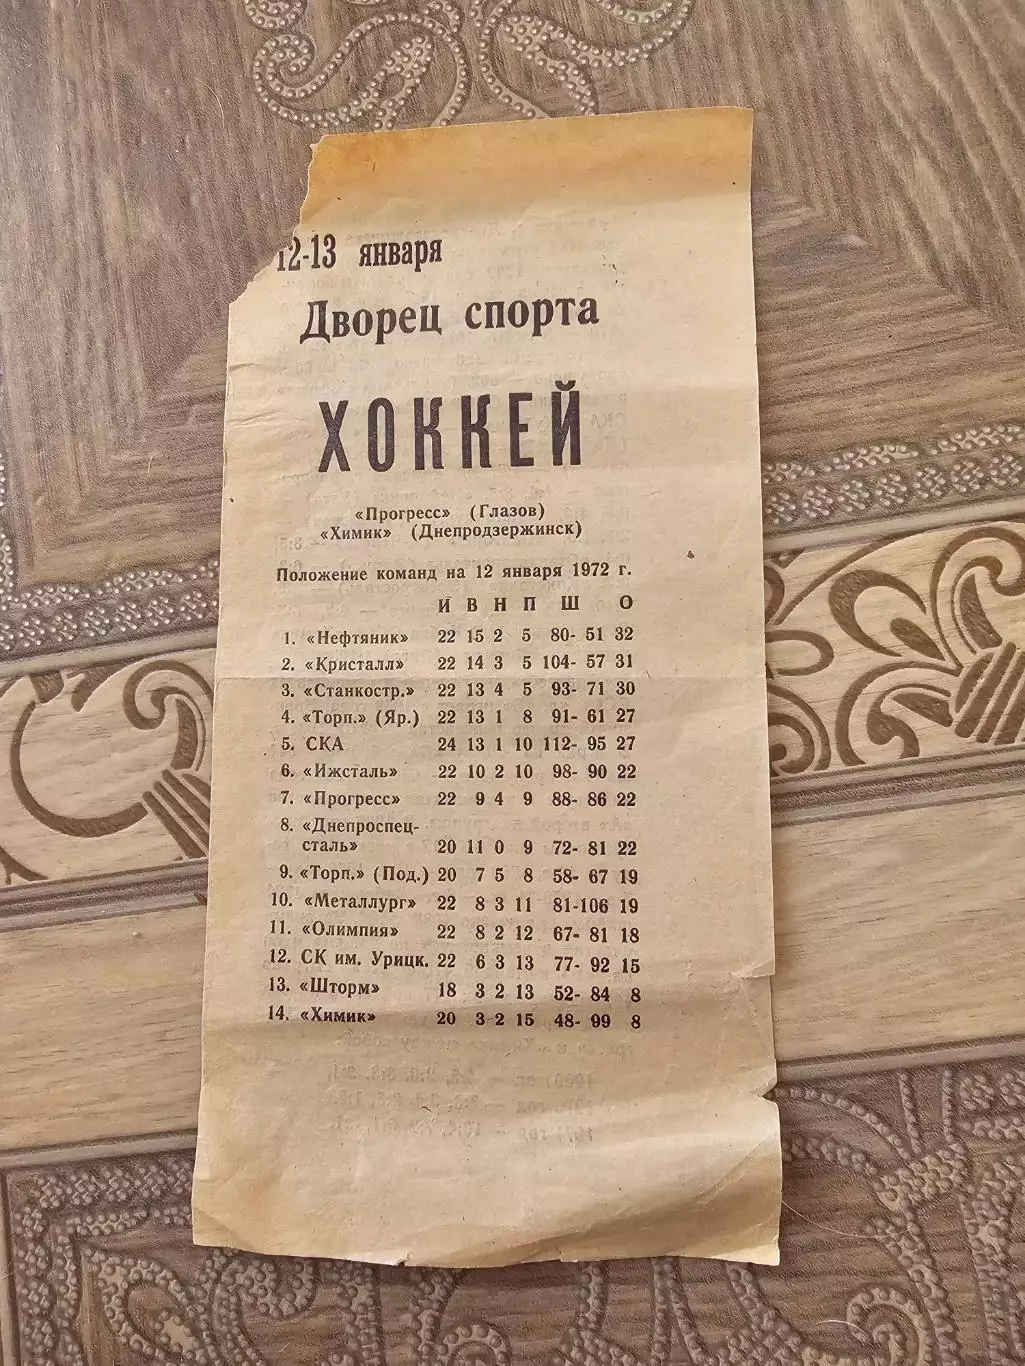 12-13 января
Дворец спорта
ХОККЕЙ
«Прогресс» (Глазов)
«Химик» (Днепродзержинск)
Положение команд на 12 января 1972 г.
И В Н П Ш О
1. «Нефтяник» 22 15 2 5 80- 51 32
2. «Кристалл» 22 14 3 5 104- 57 31
3. «Станкостр.» 22 13 4 5 93- 71 30
4. «Торп.» (Яр.) 22 13 1 8 91- 61 27
5. СКА 24 13 1 10 112- 95 27
6. «Ижсталь» 22 10 2 10 98- 90 22
7. «Прогресс» 22 9 4 9 88- 86 22
8. «Днепроспец-
сталь» 20 11 0 9 72- 81 22
9. «Торп.» (Под.) 20 7 5 8 58- 67 19
10. «Металлург» 22 8 3 11 81-106 19
11. «Олимпия» 22 8 2 12 67- 81 18
12. СК им. Урицк. 22 6 3 13 77- 92 15
13. «Шторм» 18 3 2 13 52- 84 8
14. «Химик» 20 3 2 15 48- 99 8